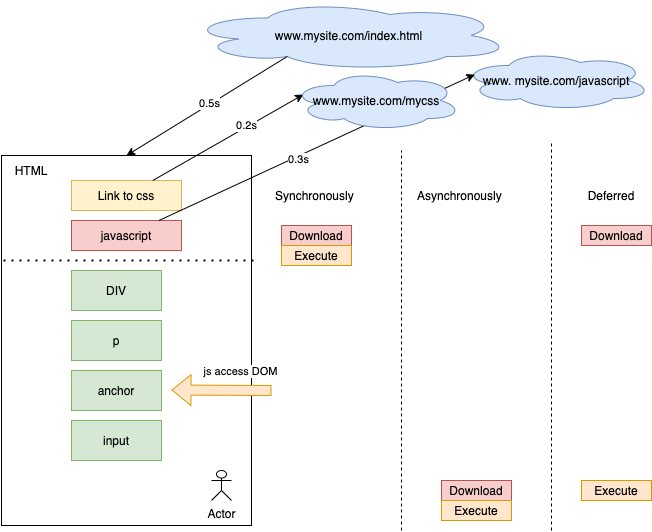 www.mysite.com/index.html
www. mysite.com/javascript
www.mysite.com/mycss
0.5s
0.2s
0.3s
HTML
Link to css
javascript
Synchronously
Asynchronously
Deferred
Download
Execute
Download
DIV
p
js access DOM
anchor
input
Download
Execute
Execute
Actor